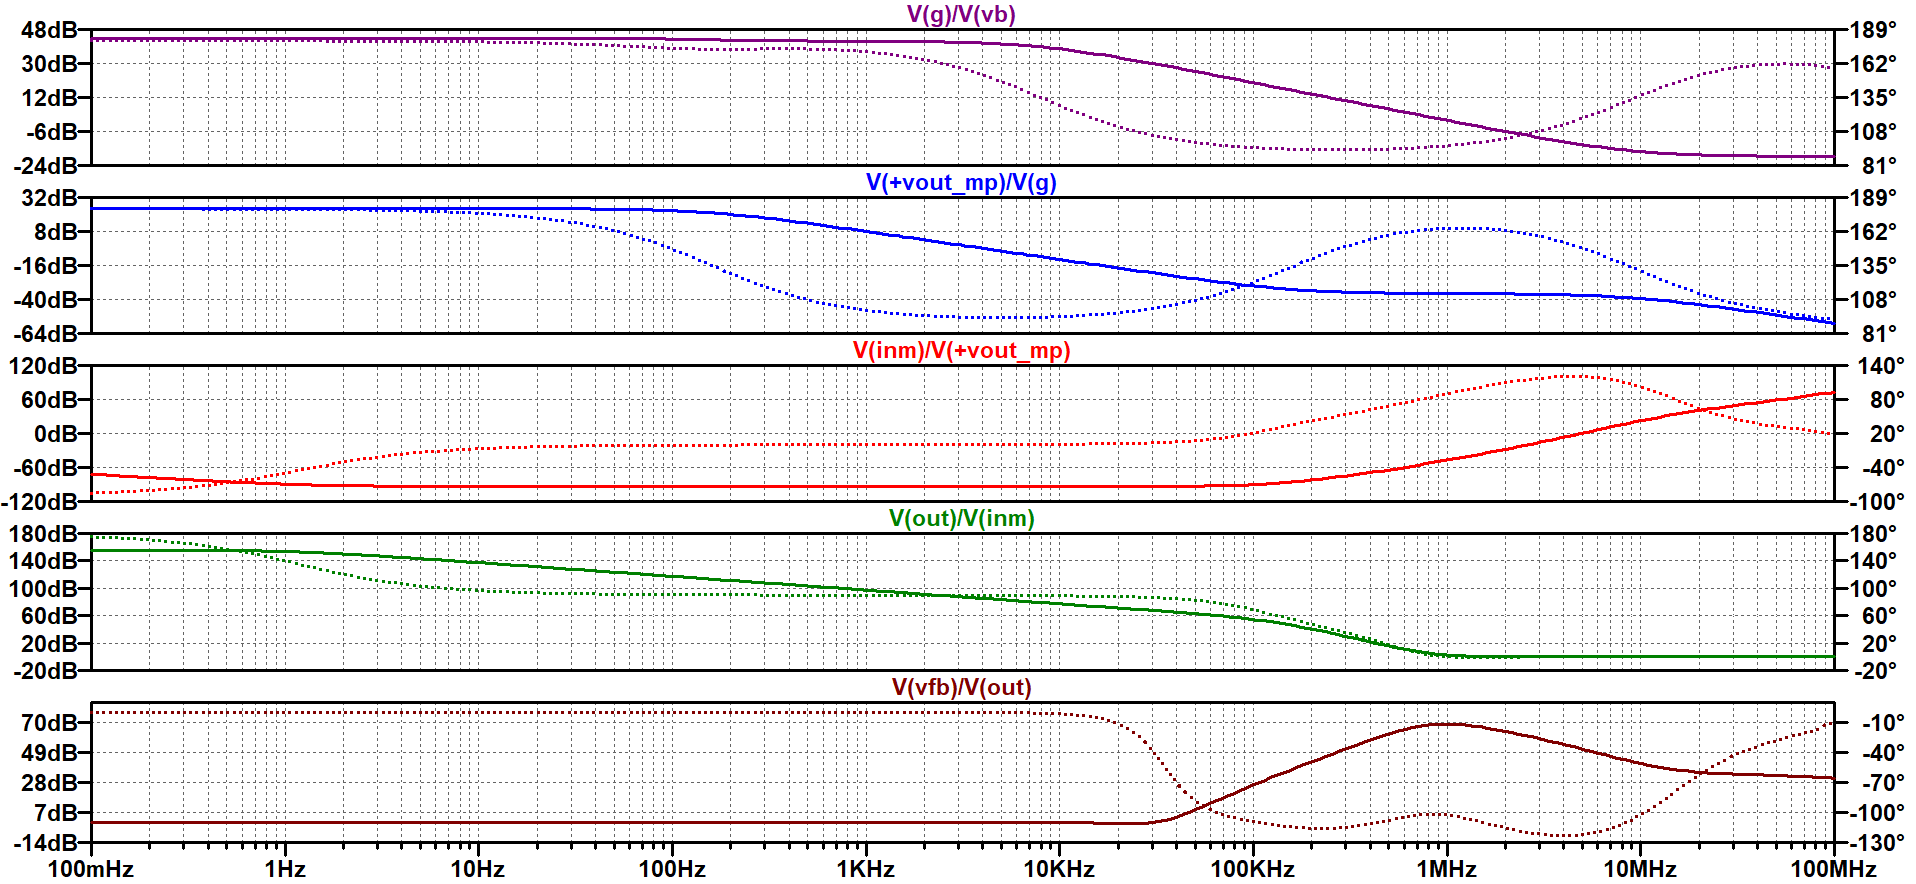 V(g)/V(vb)
48dB 189°
30dB 162°
12dB 135°
-6dB 108°
-24dB 81°
V(+vout_mp)/V(g)
32dB 189°
8dB 162°
-16dB 135°
-40dB 108°
-64dB 81°
V(inm)/V(+vout_mp)
120dB 140°
60dB 80°
0dB 20°
-60dB -40°
-120dB -100°
V(out)/V(inm)
180dB 180°
140dB 140°
100dB 100°
60dB 60°
20dB 20°
-20dB -20°
V(vfb)/V(out)
70dB -10°
49dB -40°
28dB -70°
7dB -100°
-14dB -130°
100mHz 1Hz 10Hz 100Hz 1KHz 10KHz 100KHz 1MHz 10MHz 100MHz